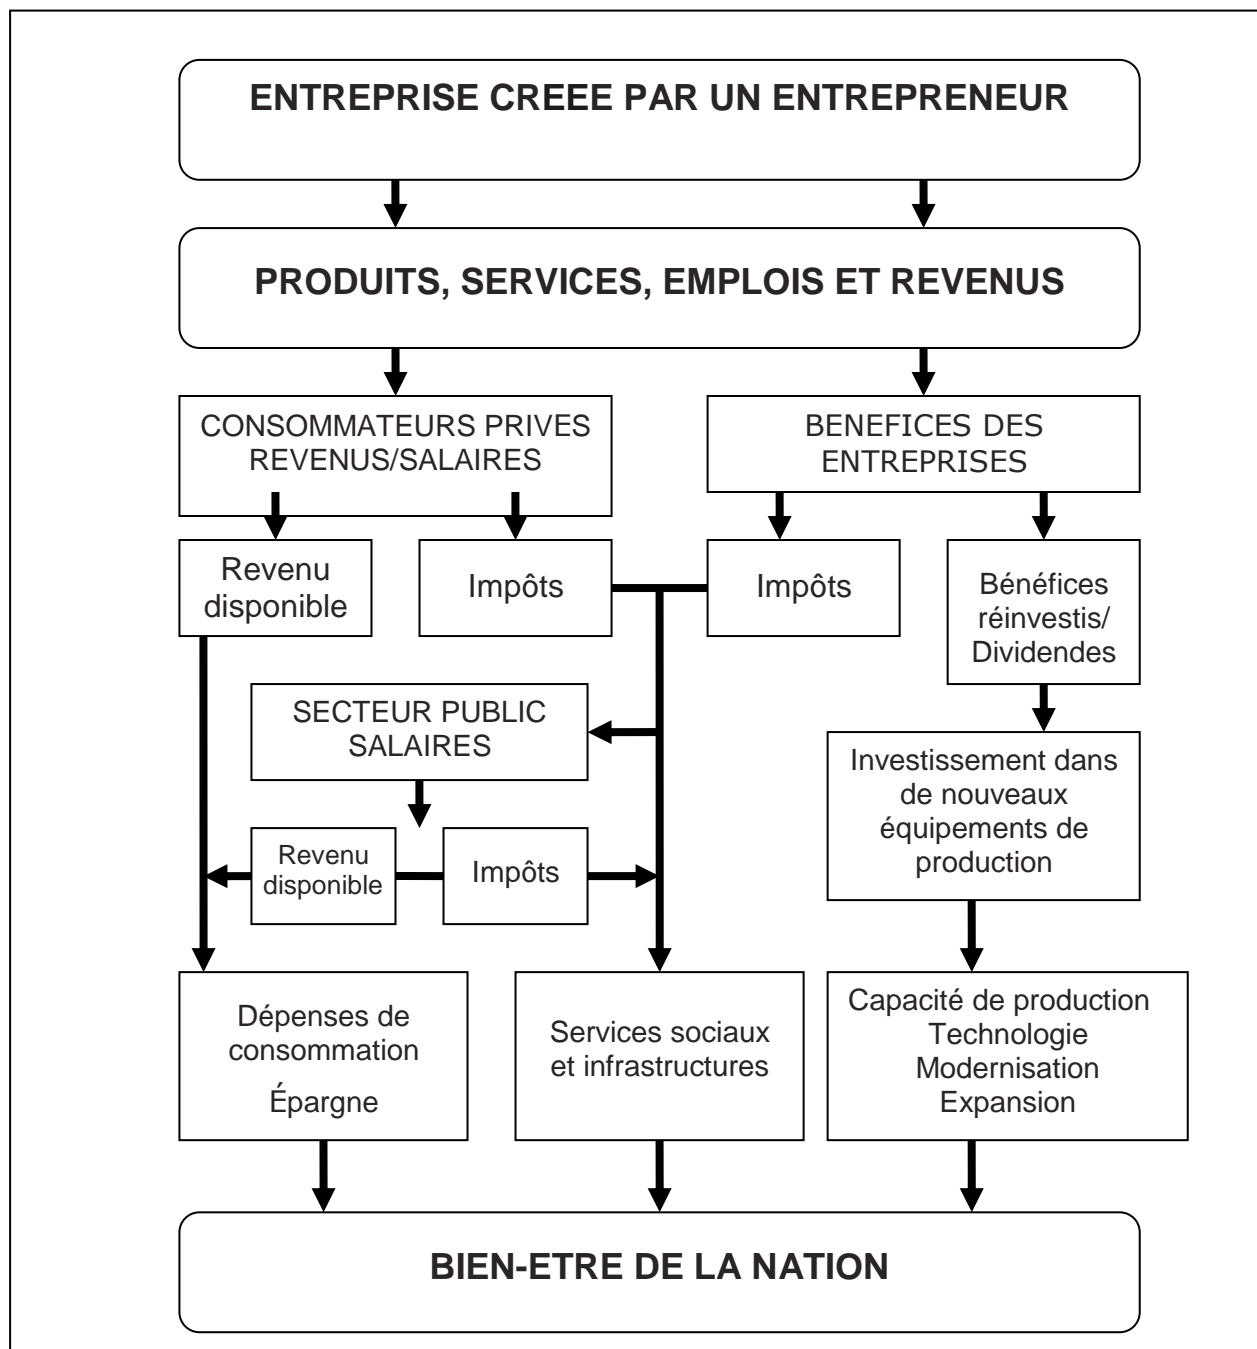 ENTREPRISE CREEE PAR UN ENTREPRENEUR
PRODUITS, SERVICES, EMPLOIS ET REVENUS
CONSOMMATEURS PRIVES
REVENUS/SALAIRES
BENEFICES DES
ENTREPRISES
Revenu
disponible
Impôts
Impôts
Bénéfices
réinvestis/
Dividendes
SECTEUR PUBLIC
SALAIRES
Investissement dans
de nouveaux
équipements de
production
Revenu
disponible
Impôts
Dépenses de
consommation
Épargne
Services sociaux
et infrastructures
Capacité de production
Technologie
Modernisation
Expansion
BIEN-ETRE DE LA NATION